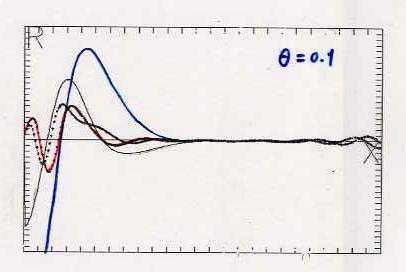 θ = 0.1